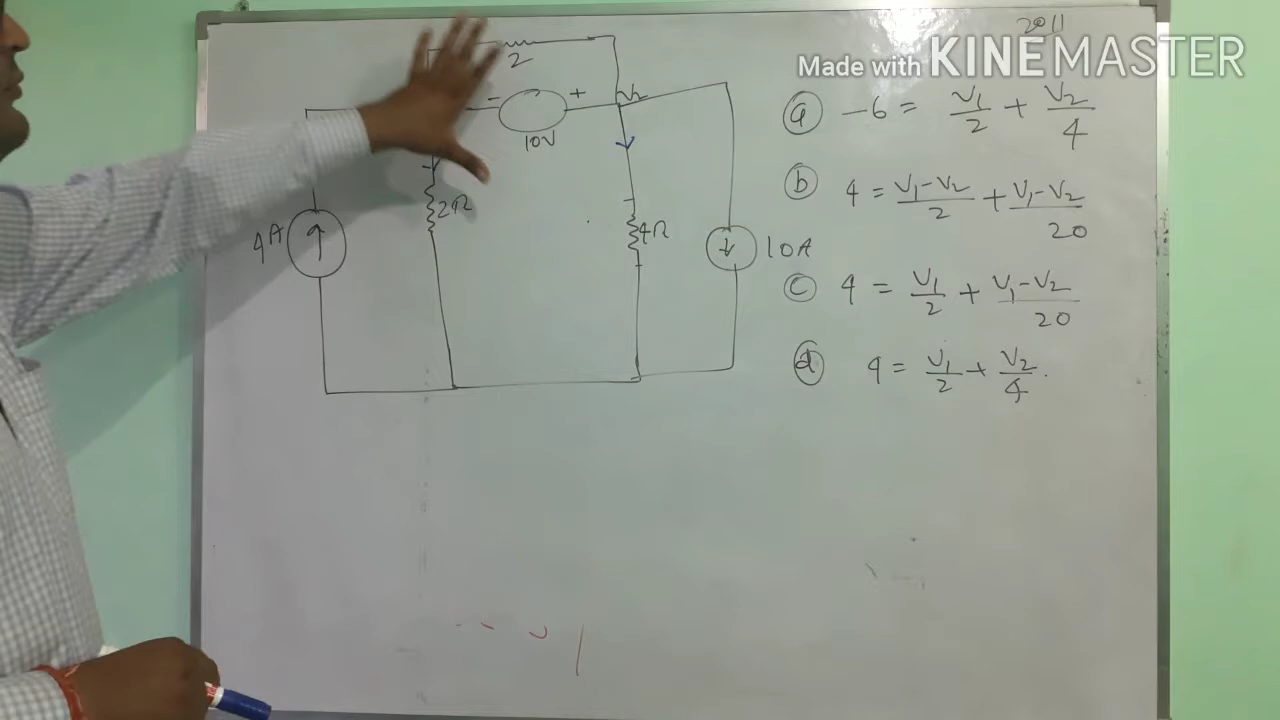 2011
Made with KINEMASTER
2
V2
- +
10V
2Ω
4A
4Ω
10A
ⓐ -6 = V1/2 + V2/4
ⓑ 4 = V1-V2/2 + V1-V2/20
ⓒ 4 = V1/2 + V1-V2/20
ⓓ 4 = V1/2 + V2/4.